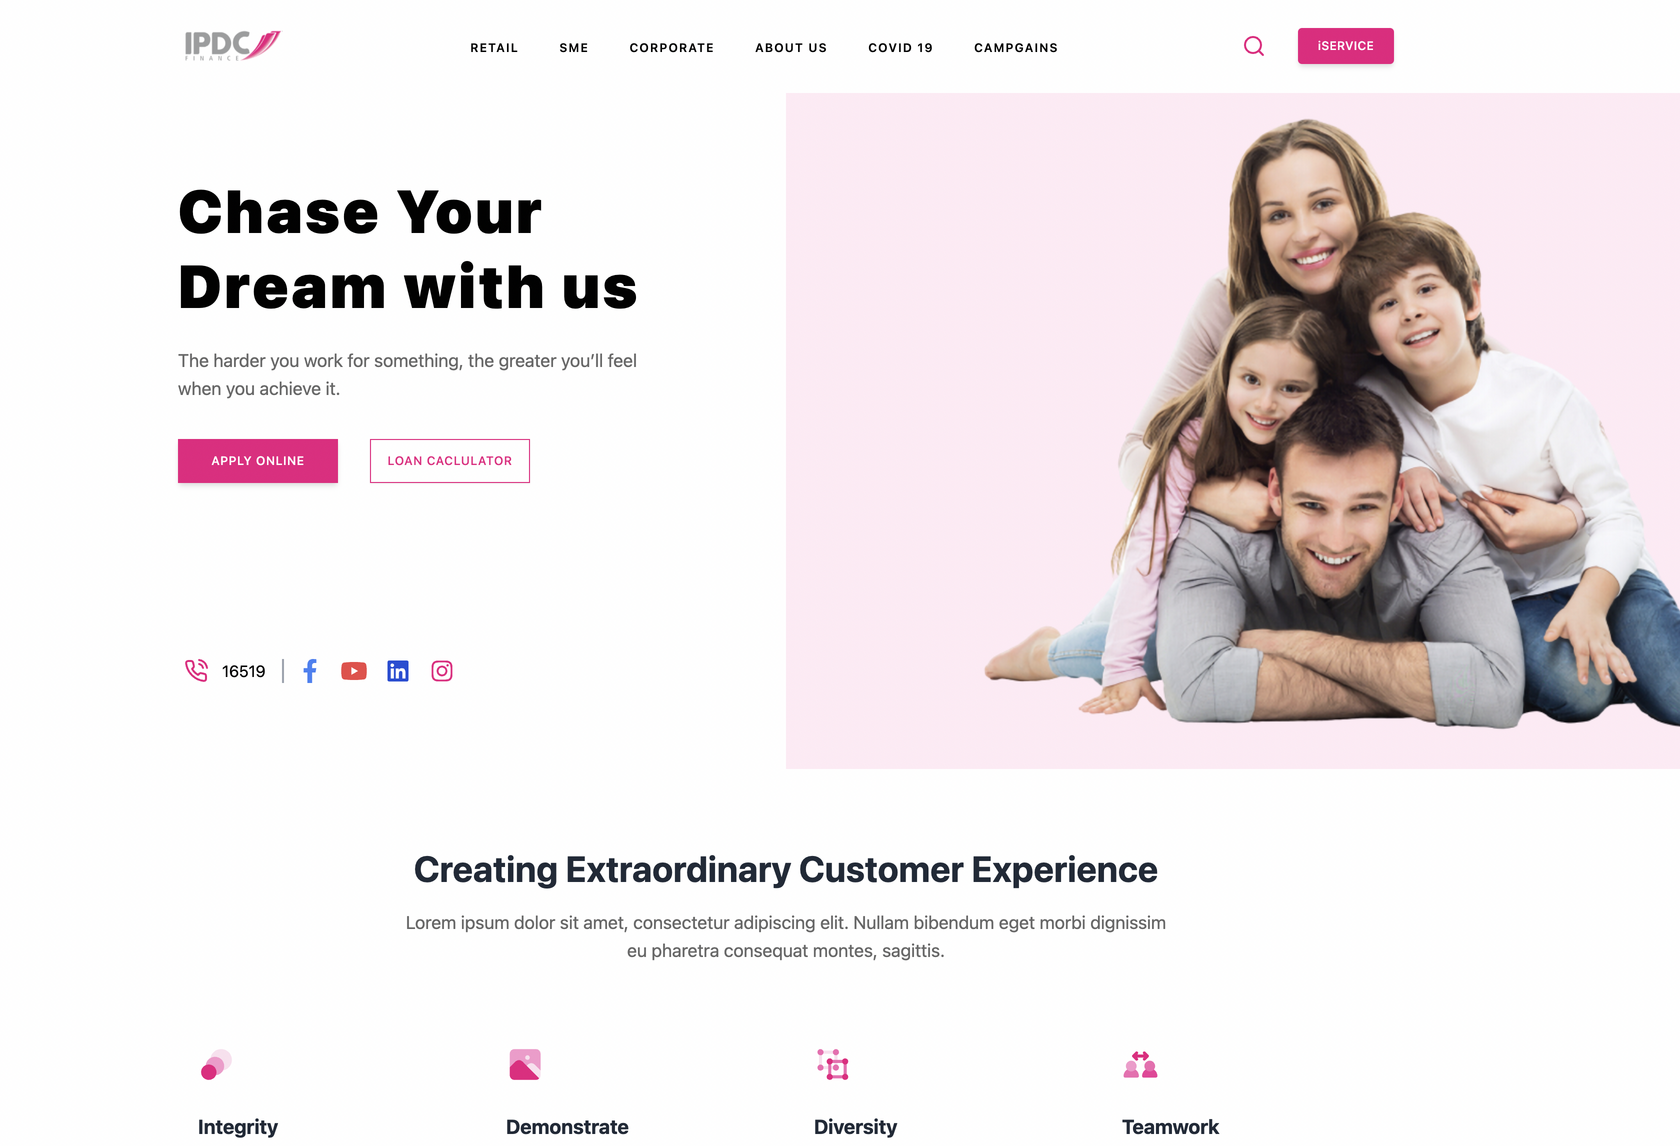 IPDC
FINANCE
RETAIL SME CORPORATE ABOUT US COVID 19 CAMPGAINS
iSERVICE
Chase Your
Dream with us
The harder you work for something, the greater you’ll feel
when you achieve it.
APPLY ONLINE
LOAN CACLULATOR
16519
Creating Extraordinary Customer Experience
Lorem ipsum dolor sit amet, consectetur adipiscing elit. Nullam bibendum eget morbi dignissim
eu pharetra consequat montes, sagittis.
Integrity
Demonstrate
Diversity
Teamwork